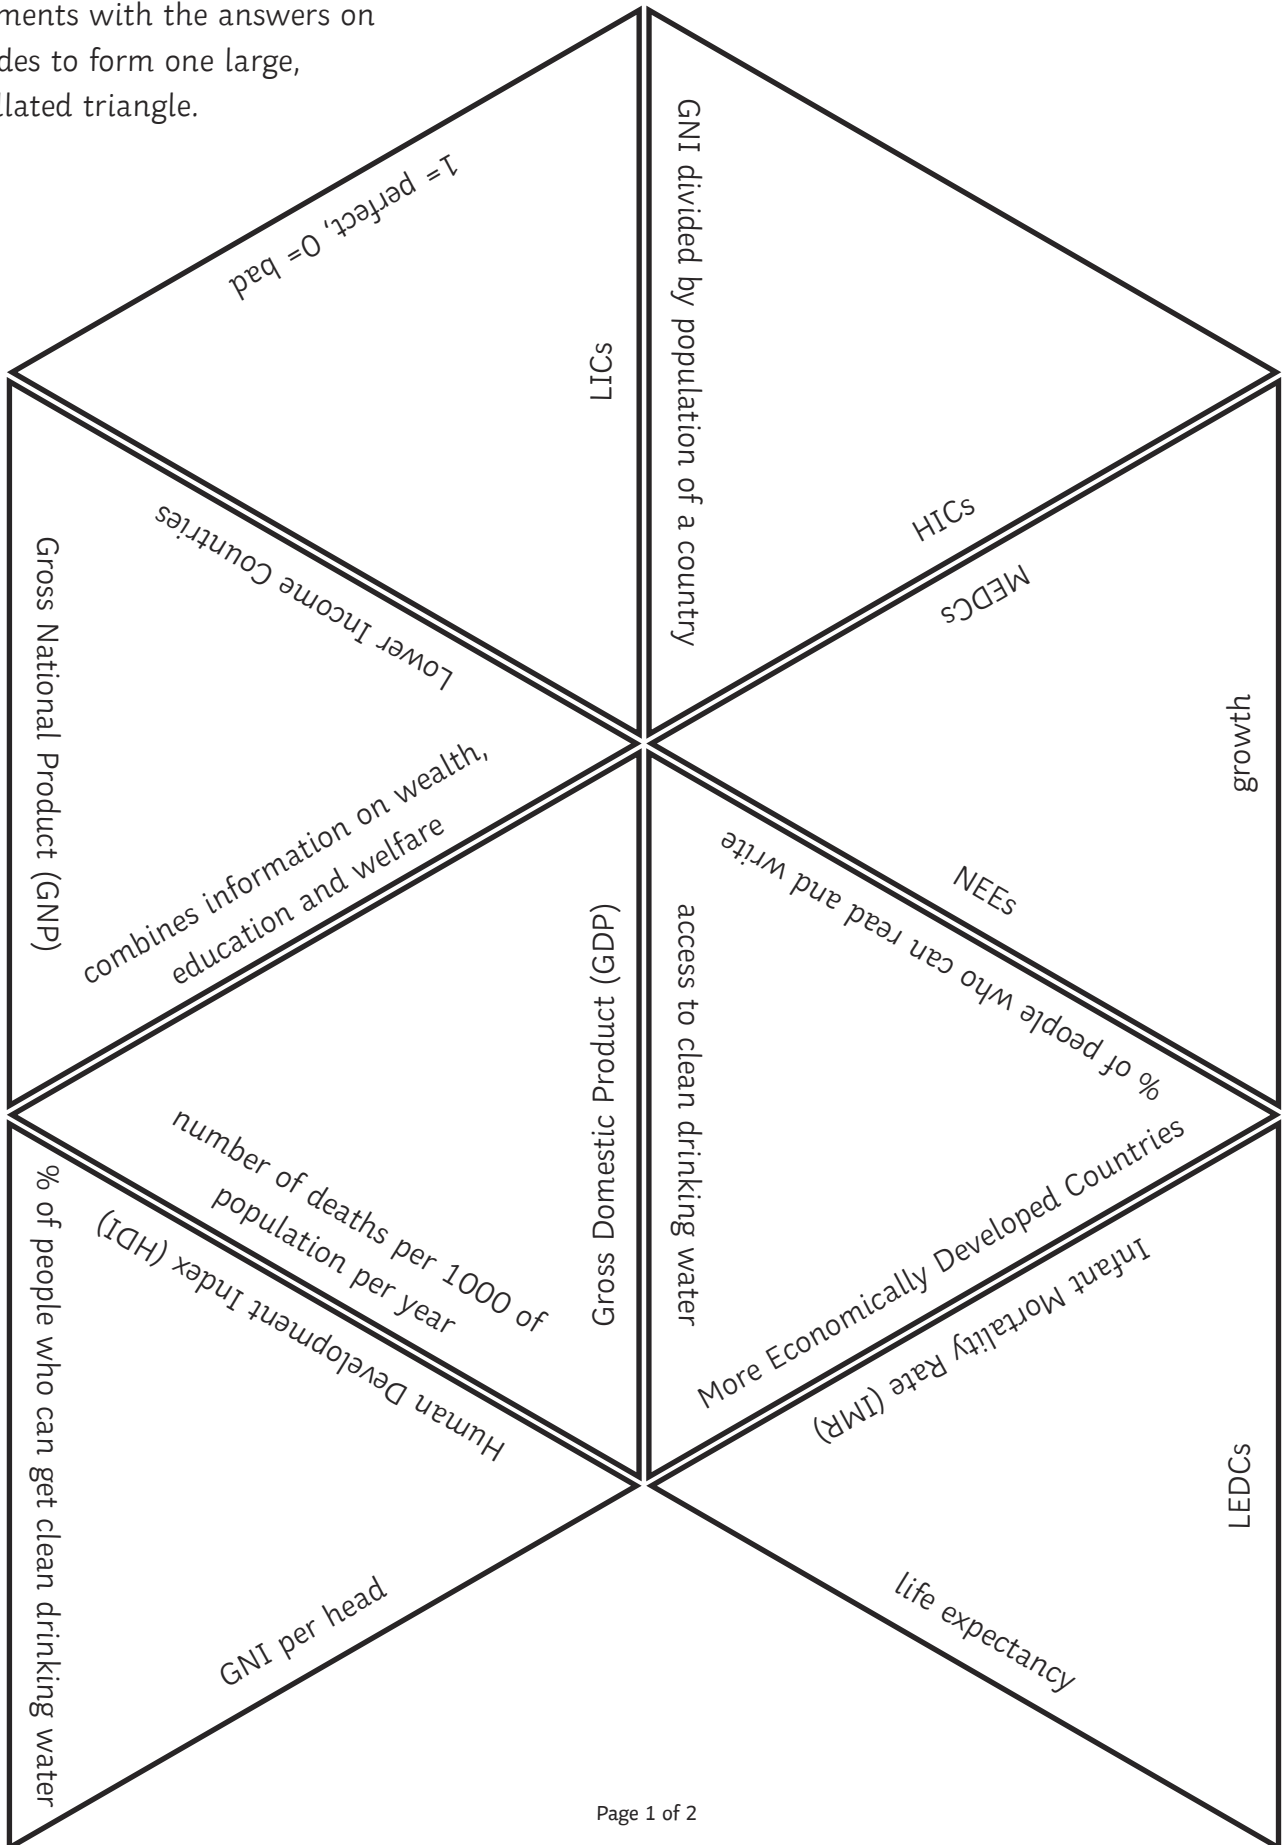 ments with the answers on
des to form one large,
llated triangle.
1= perfect, 0= bad
LICs
GNI divided by population of a country
HICs
Gross National Product (GNP)
Lower Income Countries
combines information on wealth,
education and welfare
MEDCs
growth
NEEs
number of deaths per 1000 of
population per year
Gross Domestic Product (GDP)
access to clean drinking water
% of people who can read and write
More Economically Developed Countries
% of people who can get clean drinking water
Human Development Index (HDI)
GNI per head
Infant Mortality Rate (IMR)
LEDCs
life expectancy
Page 1 of 2